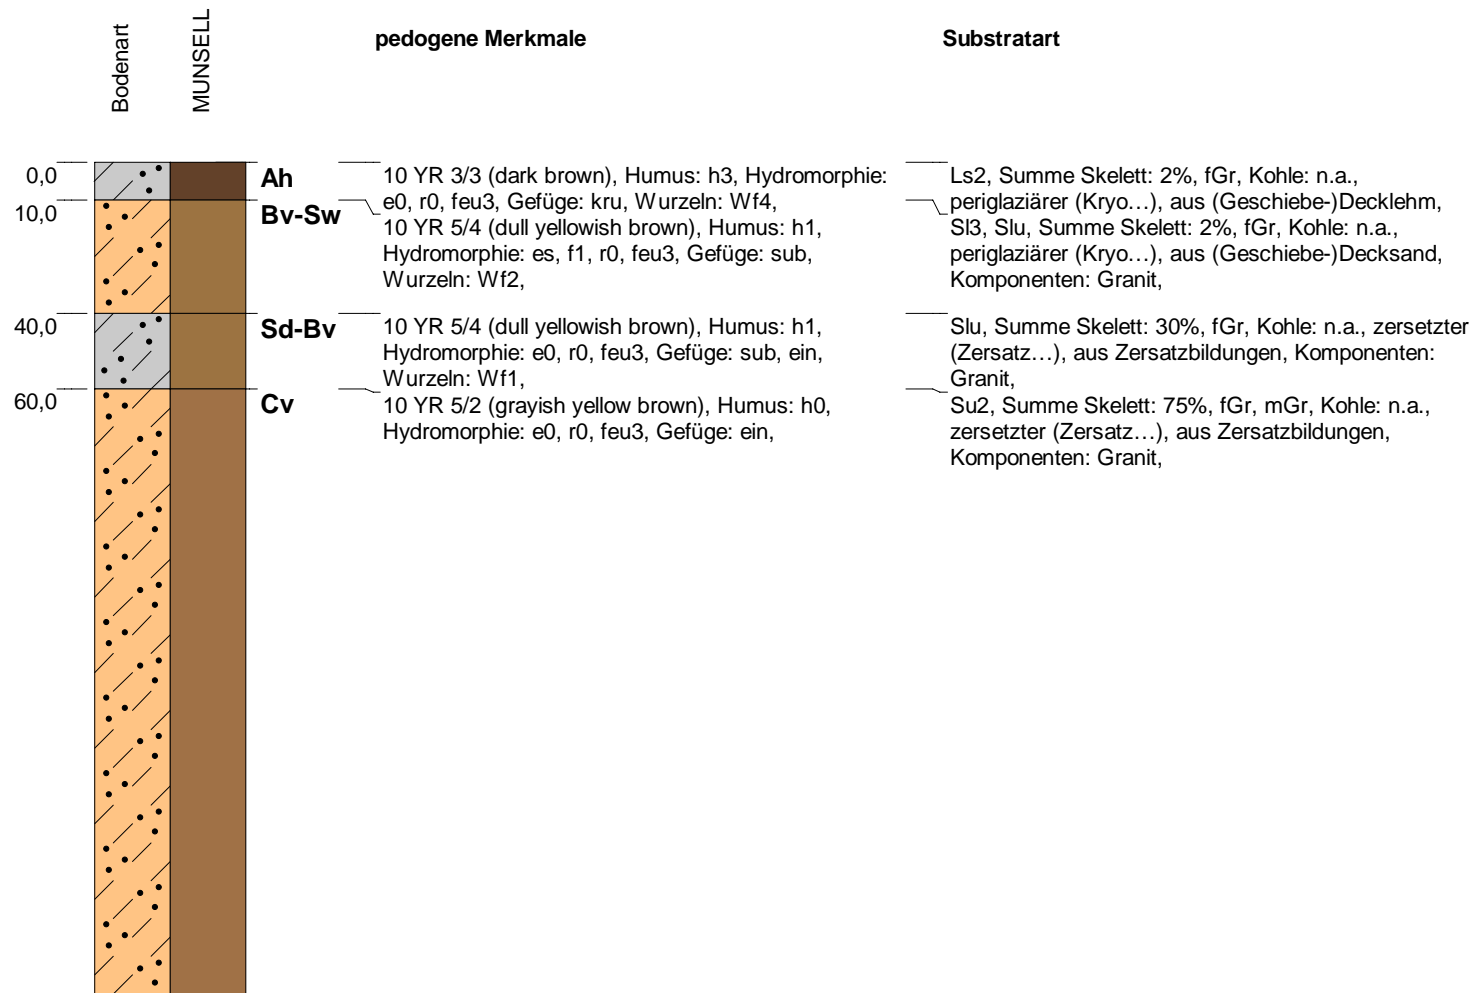 Bodenart
MUNSELL
pedogene Merkmale
Substratart
0,0
Ah
10 YR 3/3 (dark brown), Humus: h3, Hydromorphie:
e0, r0, feu3, Gefüge: kru, Wurzeln: Wf4,
Ls2, Summe Skelett: 2%, fGr, Kohle: n.a.,
periglaziärer (Kryo…), aus (Geschiebe-)Decklehm,
10,0
Bv-Sw
10 YR 5/4 (dull yellowish brown), Humus: h1,
Hydromorphie: es, f1, r0, feu3, Gefüge: sub,
Wurzeln: Wf2,
Sl3, Slu, Summe Skelett: 2%, fGr, Kohle: n.a.,
periglaziärer (Kryo…), aus (Geschiebe-)Decksand,
Komponenten: Granit,
40,0
Sd-Bv
10 YR 5/4 (dull yellowish brown), Humus: h1,
Hydromorphie: e0, r0, feu3, Gefüge: sub, ein,
Wurzeln: Wf1,
Slu, Summe Skelett: 30%, fGr, Kohle: n.a., zersetzter
(Zersatz…), aus Zersatzbildungen, Komponenten:
Granit,
60,0
Cv
10 YR 5/2 (grayish yellow brown), Humus: h0,
Hydromorphie: e0, r0, feu3, Gefüge: ein,
Su2, Summe Skelett: 75%, fGr, mGr, Kohle: n.a.,
zersetzter (Zersatz…), aus Zersatzbildungen,
Komponenten: Granit,